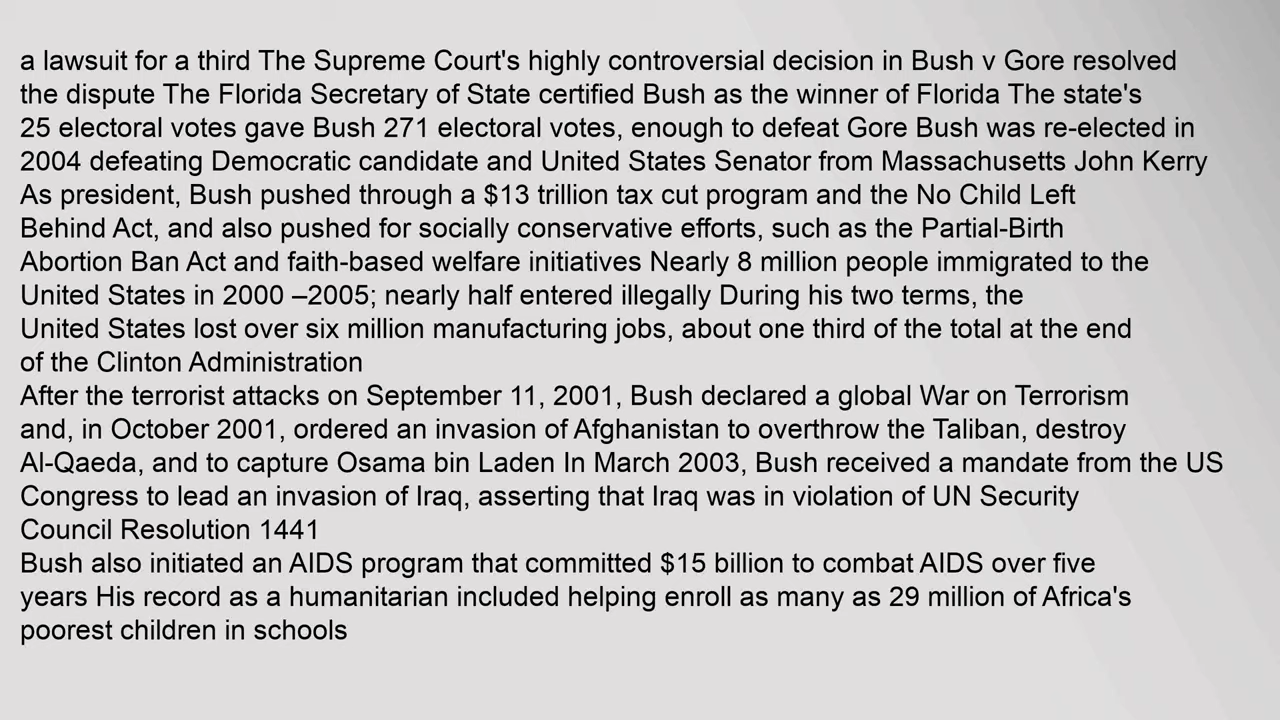 a lawsuit for a third The Supreme Court's highly controversial decision in Bush v Gore resolved
the dispute The Florida Secretary of State certified Bush as the winner of Florida The state's
25 electoral votes gave Bush 271 electoral votes, enough to defeat Gore Bush was re-elected in
2004 defeating Democratic candidate and United States Senator from Massachusetts John Kerry
As president, Bush pushed through a $13 trillion tax cut program and the No Child Left
Behind Act, and also pushed for socially conservative efforts, such as the Partial-Birth
Abortion Ban Act and faith-based welfare initiatives Nearly 8 million people immigrated to the
United States in 2000 –2005; nearly half entered illegally During his two terms, the
United States lost over six million manufacturing jobs, about one third of the total at the end
of the Clinton Administration
After the terrorist attacks on September 11, 2001, Bush declared a global War on Terrorism
and, in October 2001, ordered an invasion of Afghanistan to overthrow the Taliban, destroy
Al-Qaeda, and to capture Osama bin Laden In March 2003, Bush received a mandate from the US
Congress to lead an invasion of Iraq, asserting that Iraq was in violation of UN Security
Council Resolution 1441
Bush also initiated an AIDS program that committed $15 billion to combat AIDS over five
years His record as a humanitarian included helping enroll as many as 29 million of Africa's
poorest children in schools